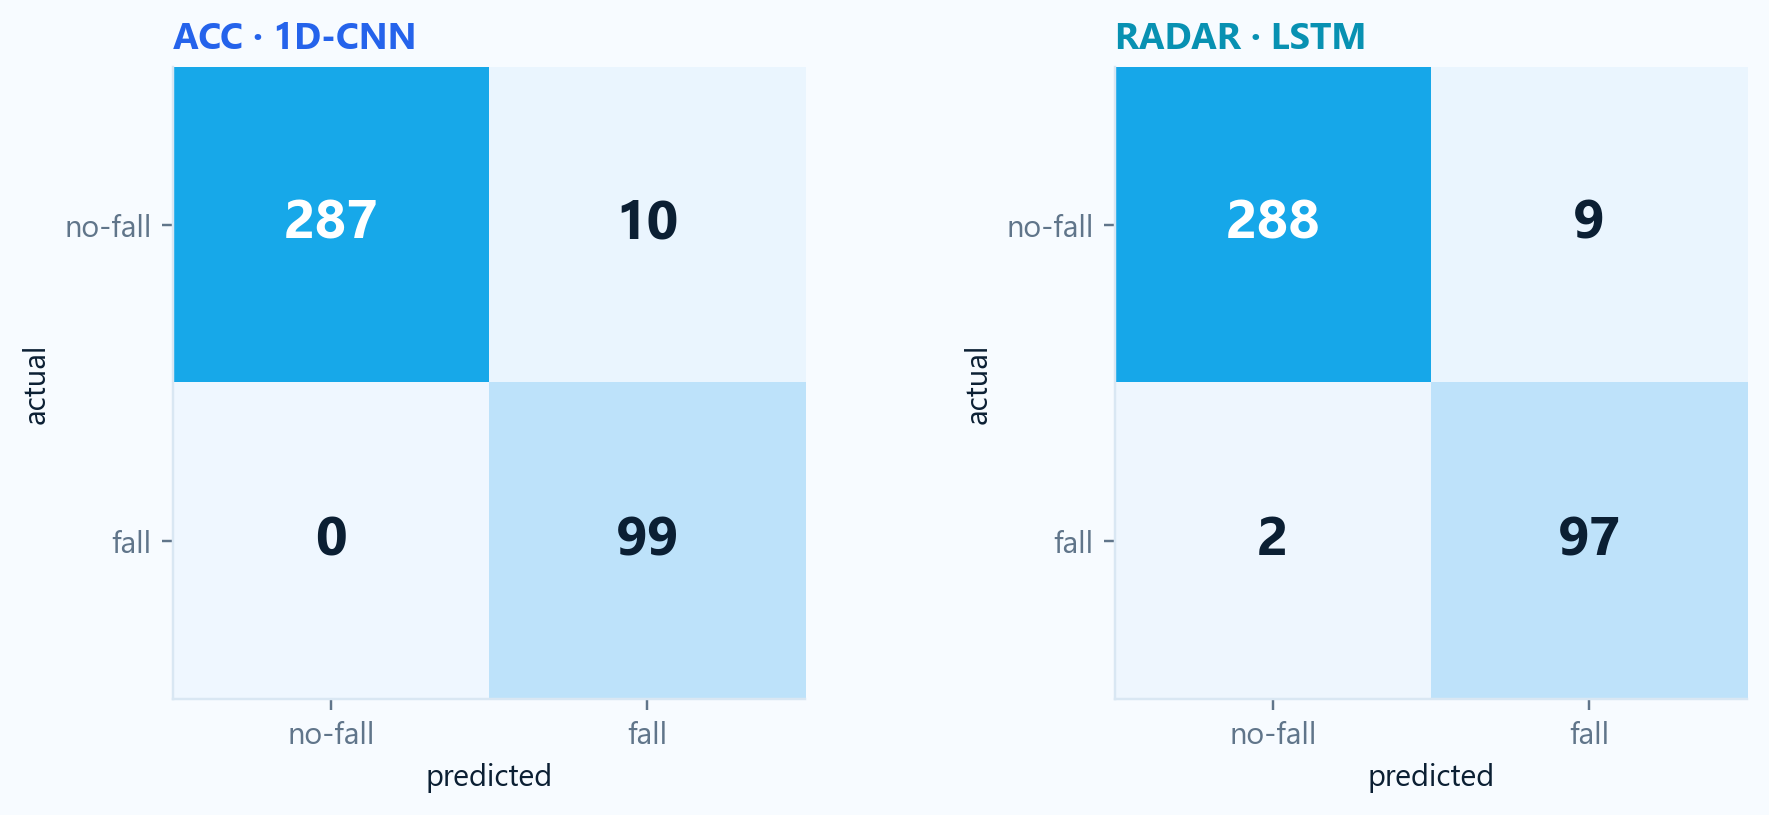 ACC · 1D-CNN
287
10
0
99
no-fall
fall
actual
no-fall
fall
predicted
RADAR · LSTM
288
9
2
97
no-fall
fall
actual
no-fall
fall
predicted